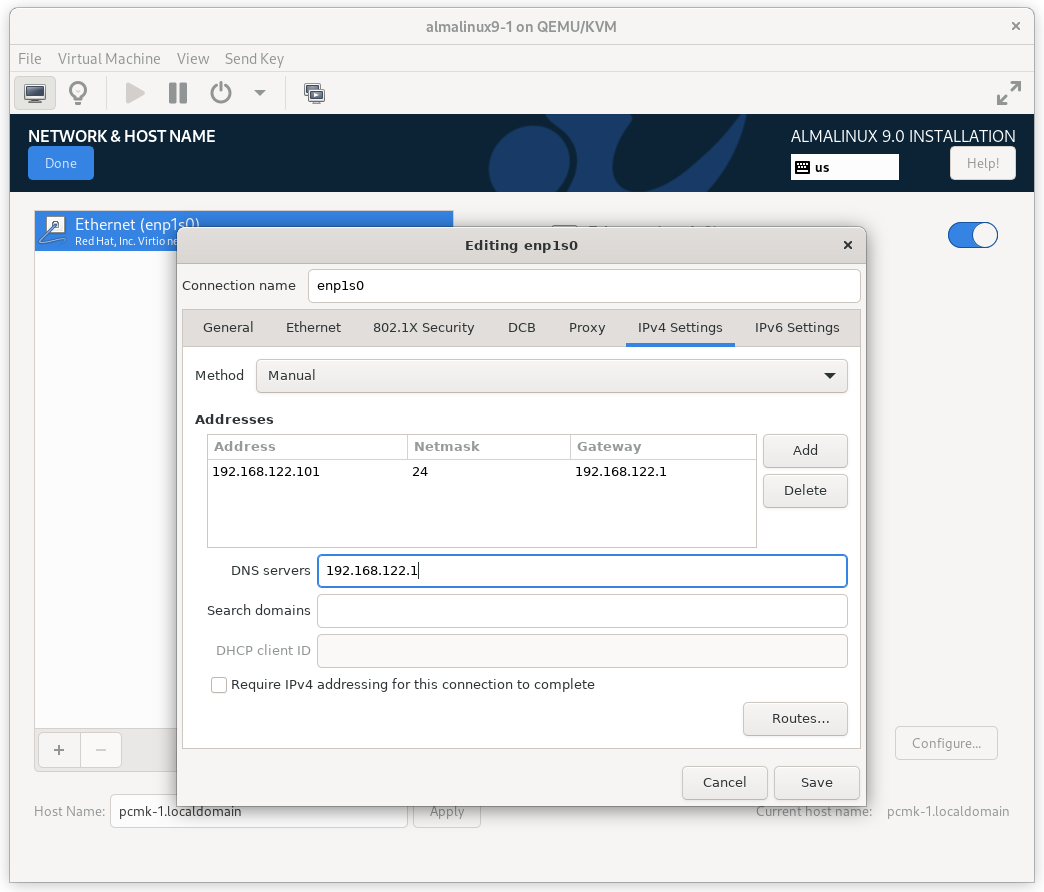 almalinux9-1 on QEMU/KVM
File Virtual Machine View Send Key
NETWORK & HOST NAME
ALMALINUX 9.0 INSTALLATION
Done
us
Help!
Ethernet (enp1s0)
Red Hat, Inc. Virtio ne
Editing enp1s0
Connection name enp1s0
General Ethernet 802.1X Security DCB Proxy IPv4 Settings IPv6 Settings
Method Manual
Addresses
Address Netmask Gateway
192.168.122.101 24 192.168.122.1
Add
Delete
DNS servers 192.168.122.1
Search domains
DHCP client ID
Require IPv4 addressing for this connection to complete
Routes...
Configure...
Cancel Save
Host Name: pcmk-1.localdomain Apply Current host name: pcmk-1.localdomain